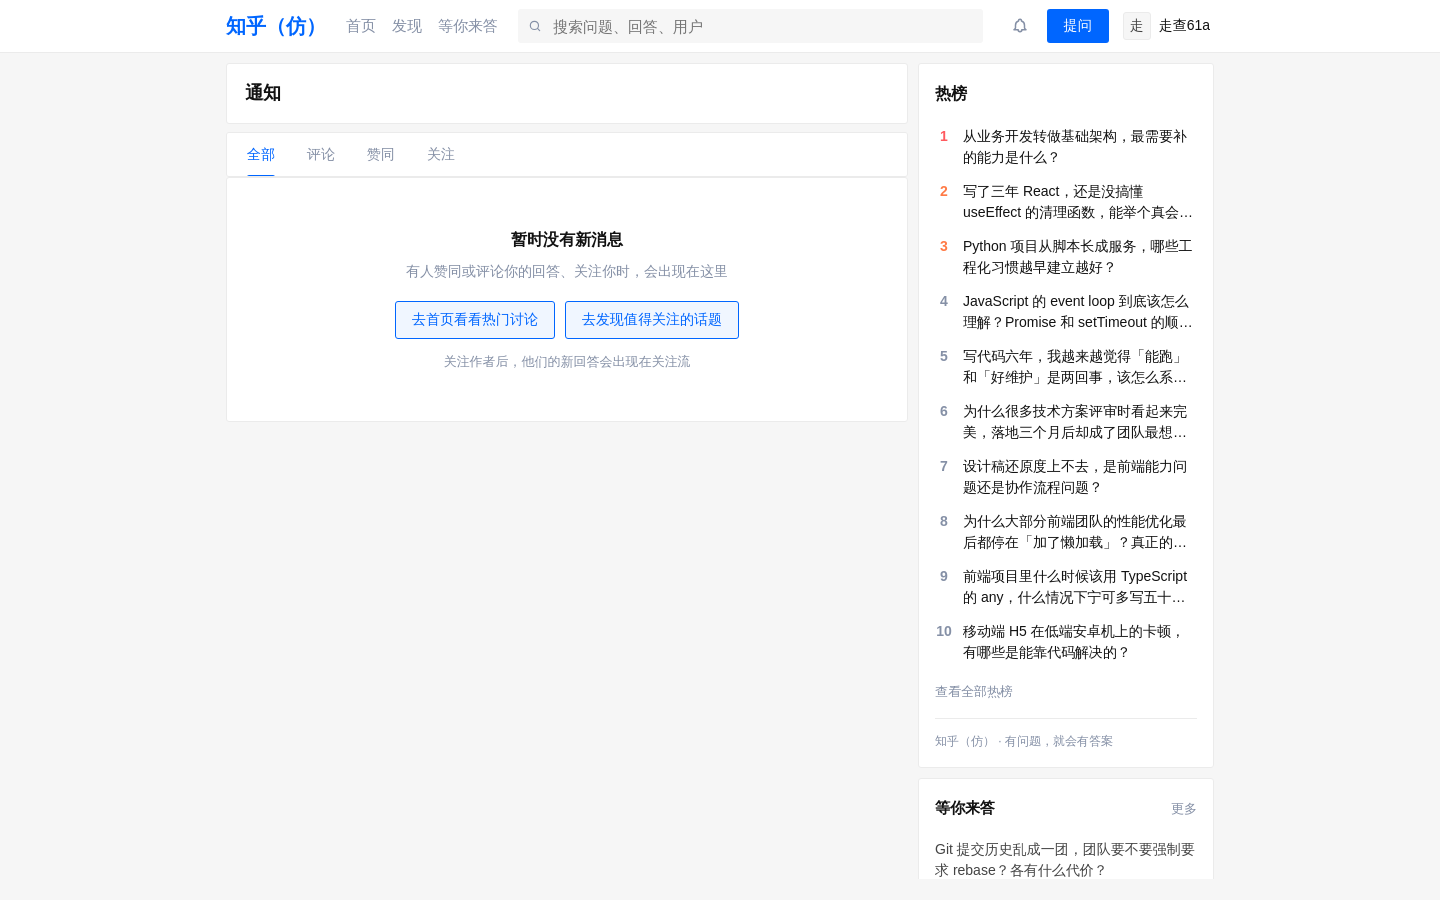 知乎（仿）
首页 发现 等你来答
搜索问题、回答、用户
提问
走 走查61a
通知
全部 评论 赞同 关注
暂时没有新消息
有人赞同或评论你的回答、关注你时，会出现在这里
去首页看看热门讨论 去发现值得关注的话题
关注作者后，他们的新回答会出现在关注流
热榜
1 从业务开发转做基础架构，最需要补
的能力是什么？
2 写了三年 React，还是没搞懂
useEffect 的清理函数，能举个真会…
3 Python 项目从脚本长成服务，哪些工
程化习惯越早建立越好？
4 JavaScript 的 event loop 到底该怎么
理解？Promise 和 setTimeout 的顺…
5 写代码六年，我越来越觉得「能跑」
和「好维护」是两回事，该怎么系…
6 为什么很多技术方案评审时看起来完
美，落地三个月后却成了团队最想…
7 设计稿还原度上不去，是前端能力问
题还是协作流程问题？
8 为什么大部分前端团队的性能优化最
后都停在「加了懒加载」？真正的…
9 前端项目里什么时候该用 TypeScript
的 any，什么情况下宁可多写五十…
10 移动端 H5 在低端安卓机上的卡顿，
有哪些是能靠代码解决的？
查看全部热榜
知乎（仿） · 有问题，就会有答案
等你来答 更多
Git 提交历史乱成一团，团队要不要强制要
求 rebase？各有什么代价？